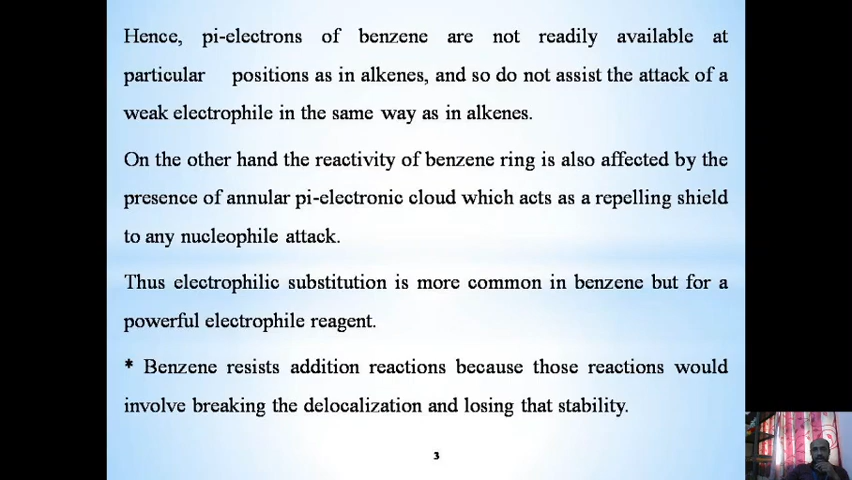 Hence, pi-electrons of benzene are not readily available at
particular positions as in alkenes, and so do not assist the attack of a
weak electrophile in the same way as in alkenes.
On the other hand the reactivity of benzene ring is also affected by the
presence of annular pi-electronic cloud which acts as a repelling shield
to any nucleophile attack.
Thus electrophilic substitution is more common in benzene but for a
powerful electrophile reagent.
* Benzene resists addition reactions because those reactions would
involve breaking the delocalization and losing that stability.
3